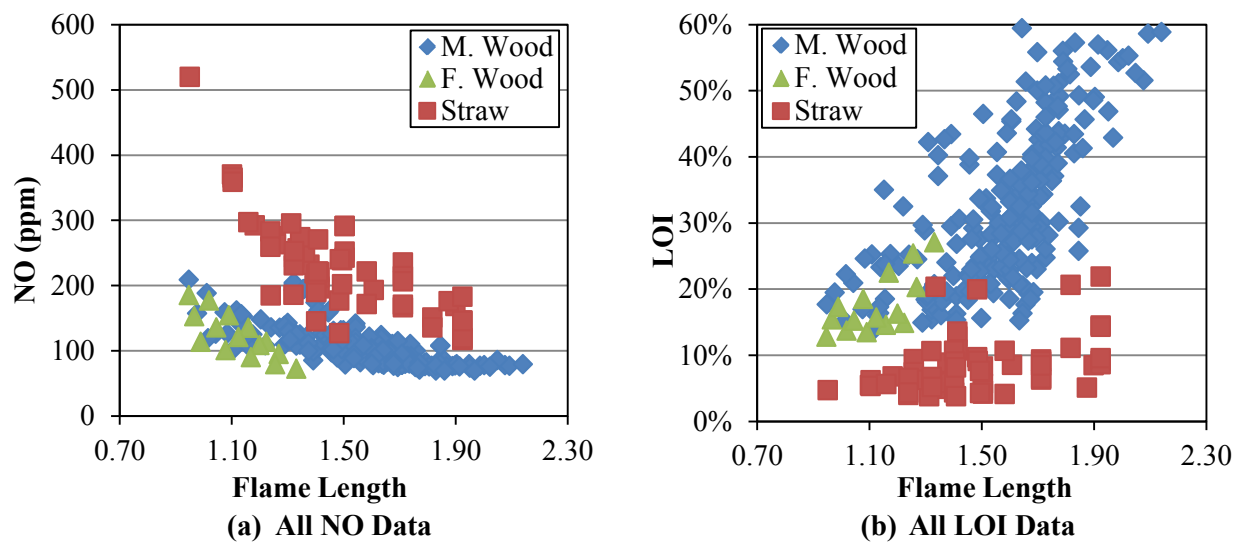 600
500
400
300
200
100
0
NO (ppm)
M. Wood
F. Wood
Straw
0.70 1.10 1.50 1.90 2.30
Flame Length
(a) All NO Data
60%
50%
40%
30%
20%
10%
0%
LOI
M. Wood
F. Wood
Straw
0.70 1.10 1.50 1.90 2.30
Flame Length
(b) All LOI Data